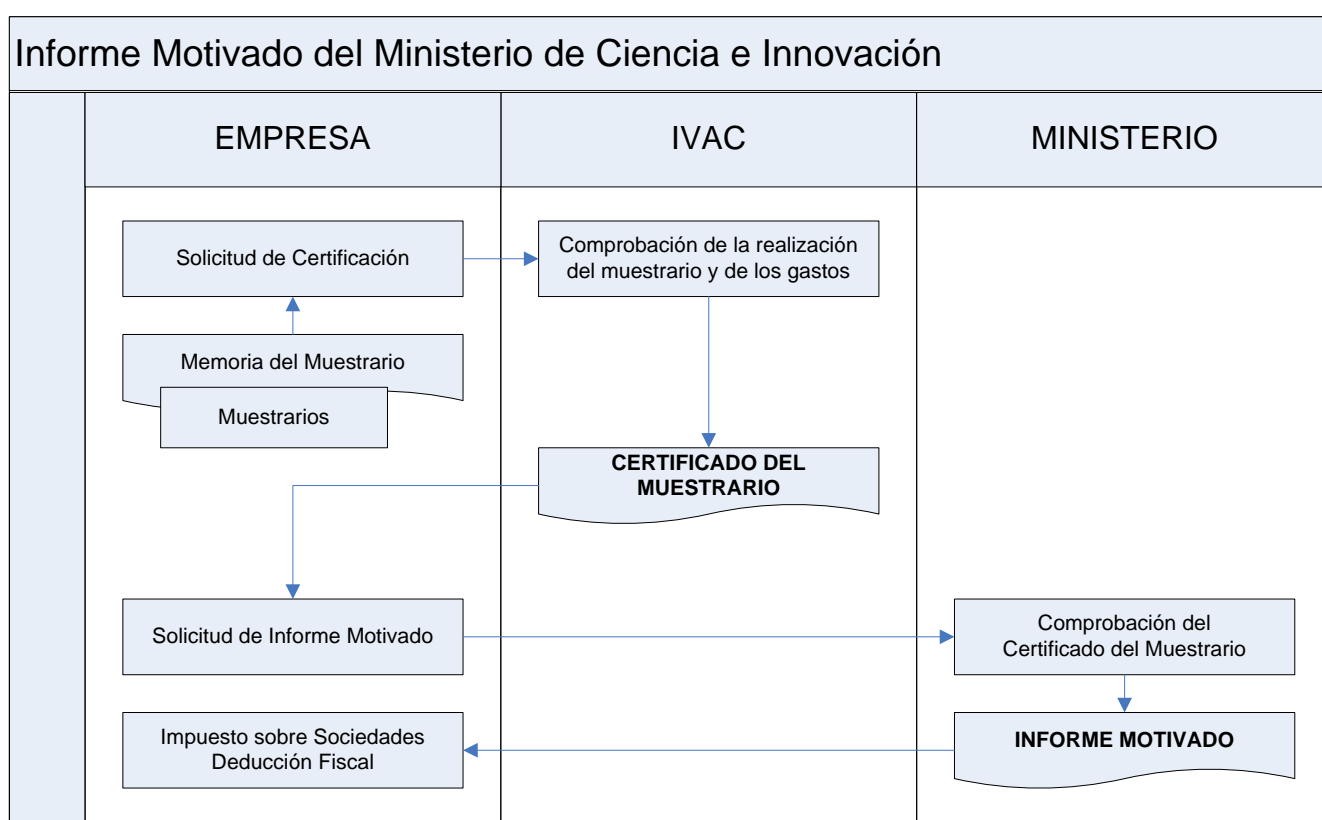 Informe Motivado del Ministerio de Ciencia e Innovación
EMPRESA
IVAC
MINISTERIO
Solicitud de Certificación
Comprobación de la realización
del muestrario y de los gastos
Memoria del Muestrario
Muestrarios
CERTIFICADO DEL
MUESTRARIO
Solicitud de Informe Motivado
Comprobación del
Certificado del Muestrario
Impuesto sobre Sociedades
Deducción Fiscal
INFORME MOTIVADO